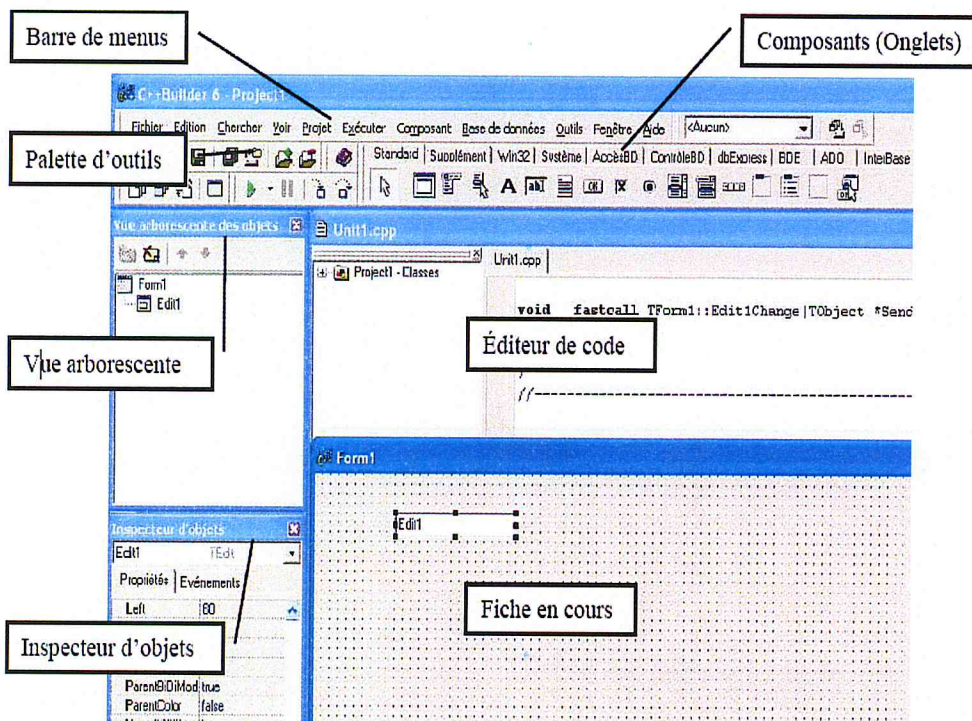 Barre de menus
Composants (Onglets)
C++Builder 6 - Project1
Fichier Edition Chercher Voir Projet Exécuter Composant Base de données Outils Fenêtre Aide <Aucun>
Palette d'outils
Standard Supplément Win32 Système AccèsBD ContrôleBD dbExpress BDE ADO InterBase
Vue arborescente des objets
Unit1.cpp
Project1 - Classes
Unit1.cpp
Form1
Edit1
void fastcall TForm1::Edit1Change|TObject *Send
Éditeur de code
Vue arborescente
}
//------------------------------------------
Form1
Edit1
Inspecteur d'objets
Edit1 TEdit
Propriétés Evénements
Left 80
Fiche en cours
Inspecteur d'objets
ParentBiDiMod true
ParentColor false